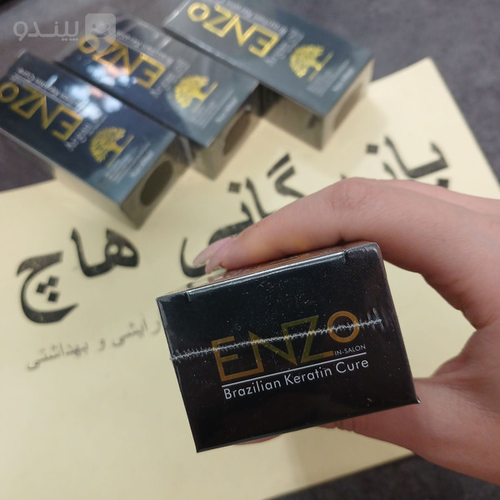 پیندو
ENZO
ENZO
ENZO
بازرگانی هاچ
آرایشی و بهداشتی
ENZO
IN-SALON
Brazilian Keratin Cure